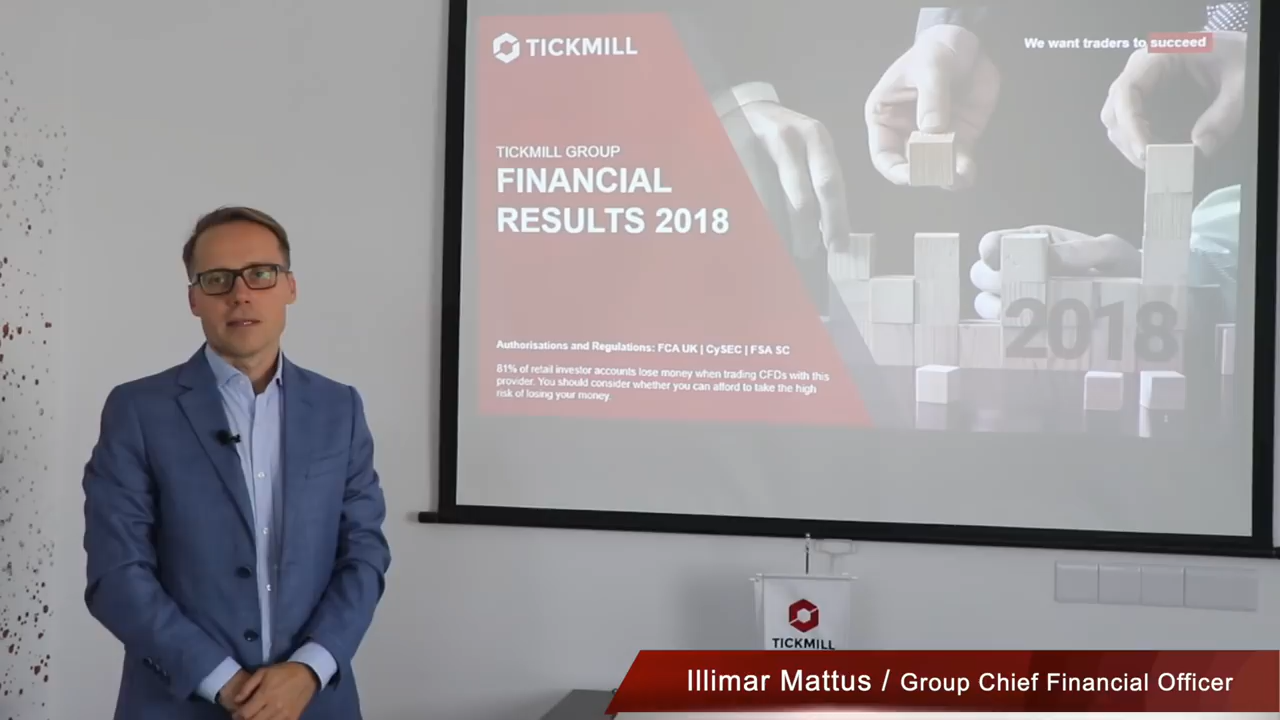 TICKMILL
We want traders to succeed
TICKMILL GROUP
FINANCIAL
RESULTS 2018
2018
Authorisations and Regulations: FCA UK | CySEC | FSA SC
81% of retail investor accounts lose money when trading CFDs with this
provider. You should consider whether you can afford to take the high
risk of losing your money.
TICKMILL
Illimar Mattus / Group Chief Financial Officer